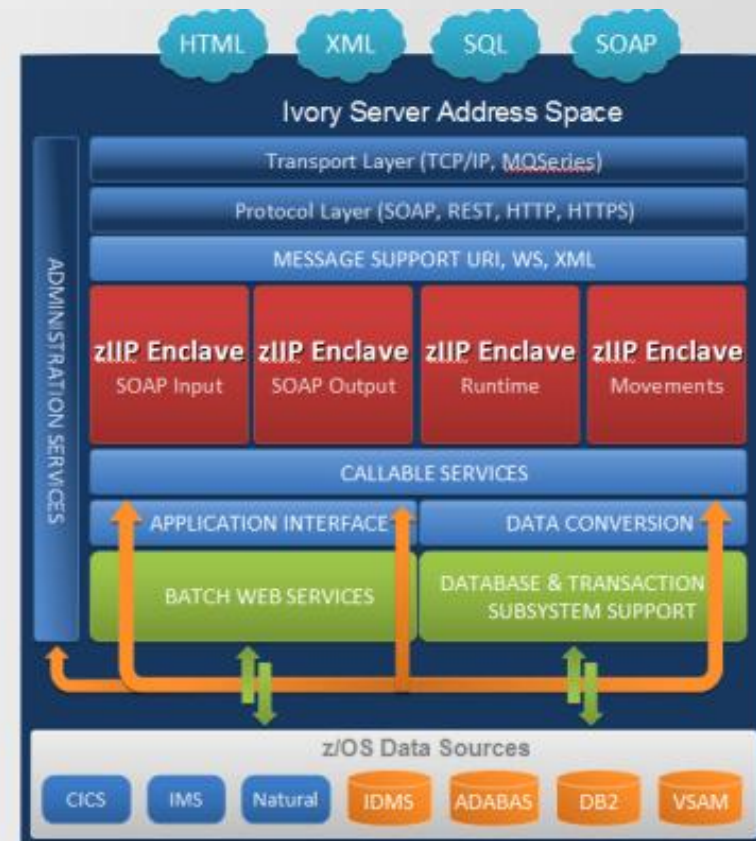 HTML XML SQL SOAP
Ivory Server Address Space
ADMINISTRATION SERVICES
Transport Layer (TCP/IP, MQSeries)
Protocol Layer (SOAP, REST, HTTP, HTTPS)
MESSAGE SUPPORT URI, WS, XML
zIIP Enclave
SOAP Input
zIIP Enclave
SOAP Output
zIIP Enclave
Runtime
zIIP Enclave
Movements
CALLABLE SERVICES
APPLICATION INTERFACE
DATA CONVERSION
BATCH WEB SERVICES
DATABASE & TRANSACTION
SUBSYSTEM SUPPORT
z/OS Data Sources
CICS IMS Natural IDMS ADABAS DB2 VSAM